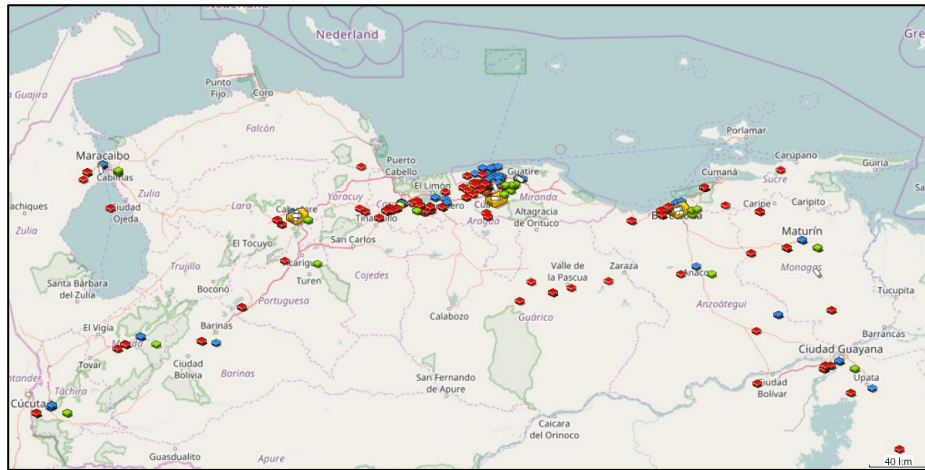 Nederland
Gre
Guajira
Punto
Fijo
Coro
Falcón
Porlamar
Maracaibo
Cabimas
Puerto
Cabello
El Limón
Guatire
Cumaná
Carúpano
Güiria
Zulia
achiques
Ciudad
Ojeda
Lara
Yaracuy
Miranda
Sucre
Caripe
Caripito
Aragua
Altagracia
de Orituco
Zulia
El Tocuyo
San Carlos
Maturín
Monagas
Trujillo
Cojedes
Turen
Valle de
la Pascua
Zaraza
Anaco
Santa Bárbara
del Zulia
Boconó
Portuguesa
Calabozo
Guárico
Anzoátegui
Tucupita
El Vigía
Barinas
Barrancas
Tovar
Ciudad
Bolivia
Barinas
San Fernando
de Apure
Ciudad Guayana
Upata
Ciudad
Bolívar
Táchira
Cúcuta
Caicara
del Orinoco
Guasdualito
Apure
40 km